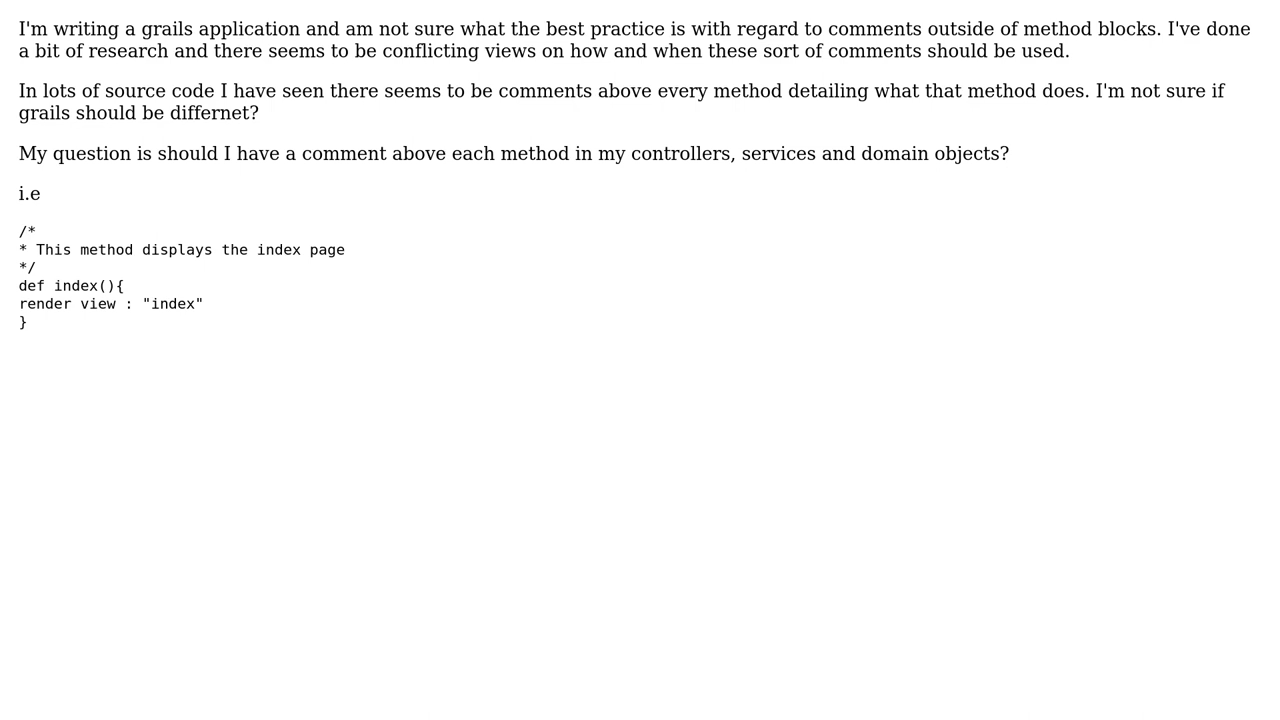 I'm writing a grails application and am not sure what the best practice is with regard to comments outside of method blocks. I've done
a bit of research and there seems to be conflicting views on how and when these sort of comments should be used.
In lots of source code I have seen there seems to be comments above every method detailing what that method does. I'm not sure if
grails should be differnet?
My question is should I have a comment above each method in my controllers, services and domain objects?
i.e
/*
* This method displays the index page
*/
def index(){
render view : "index"
}